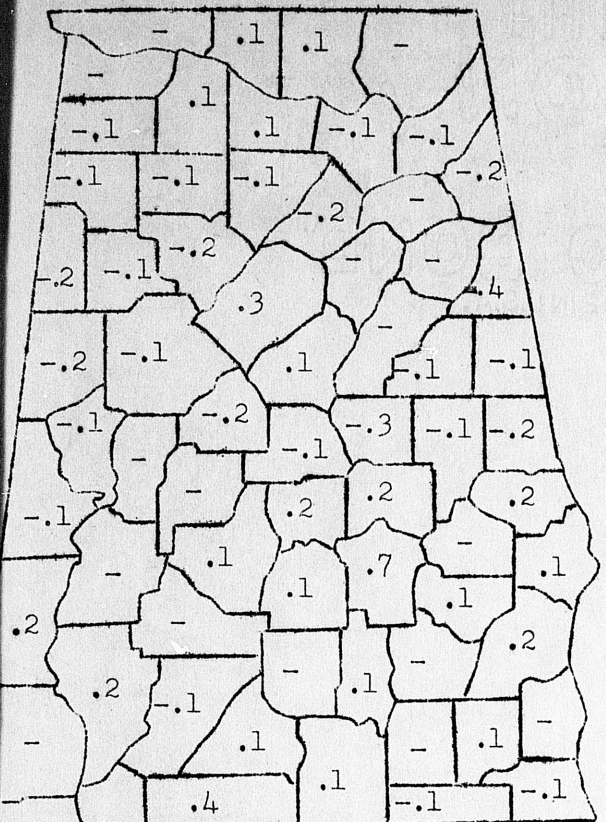 - .1 .1 -
-
.1
-.1 .1 -.1 -.1
-.1 -.1 -.1 -.2
-.2 -
-.2 - -
-.2 -.1 .4
.3
-
-.2 -.1 .1 -.1 -.1
-.2
-.1 -.3 -.1 -.2
-.1
-
- .2 .2
-.1 .2
.1 -
- .7 .1
.1 .1
.2 - .2
- -
.2 .1
-.1 -
- .1 - .1
.1
- .4 -.1 -.1